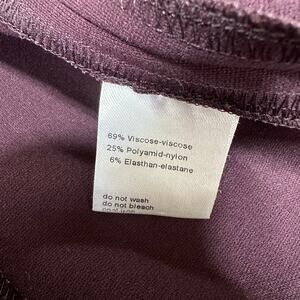 69% Viscose-viscose
25% Polyamid-nylon
6% Elasthan-elastane
do not wash
do not bleach